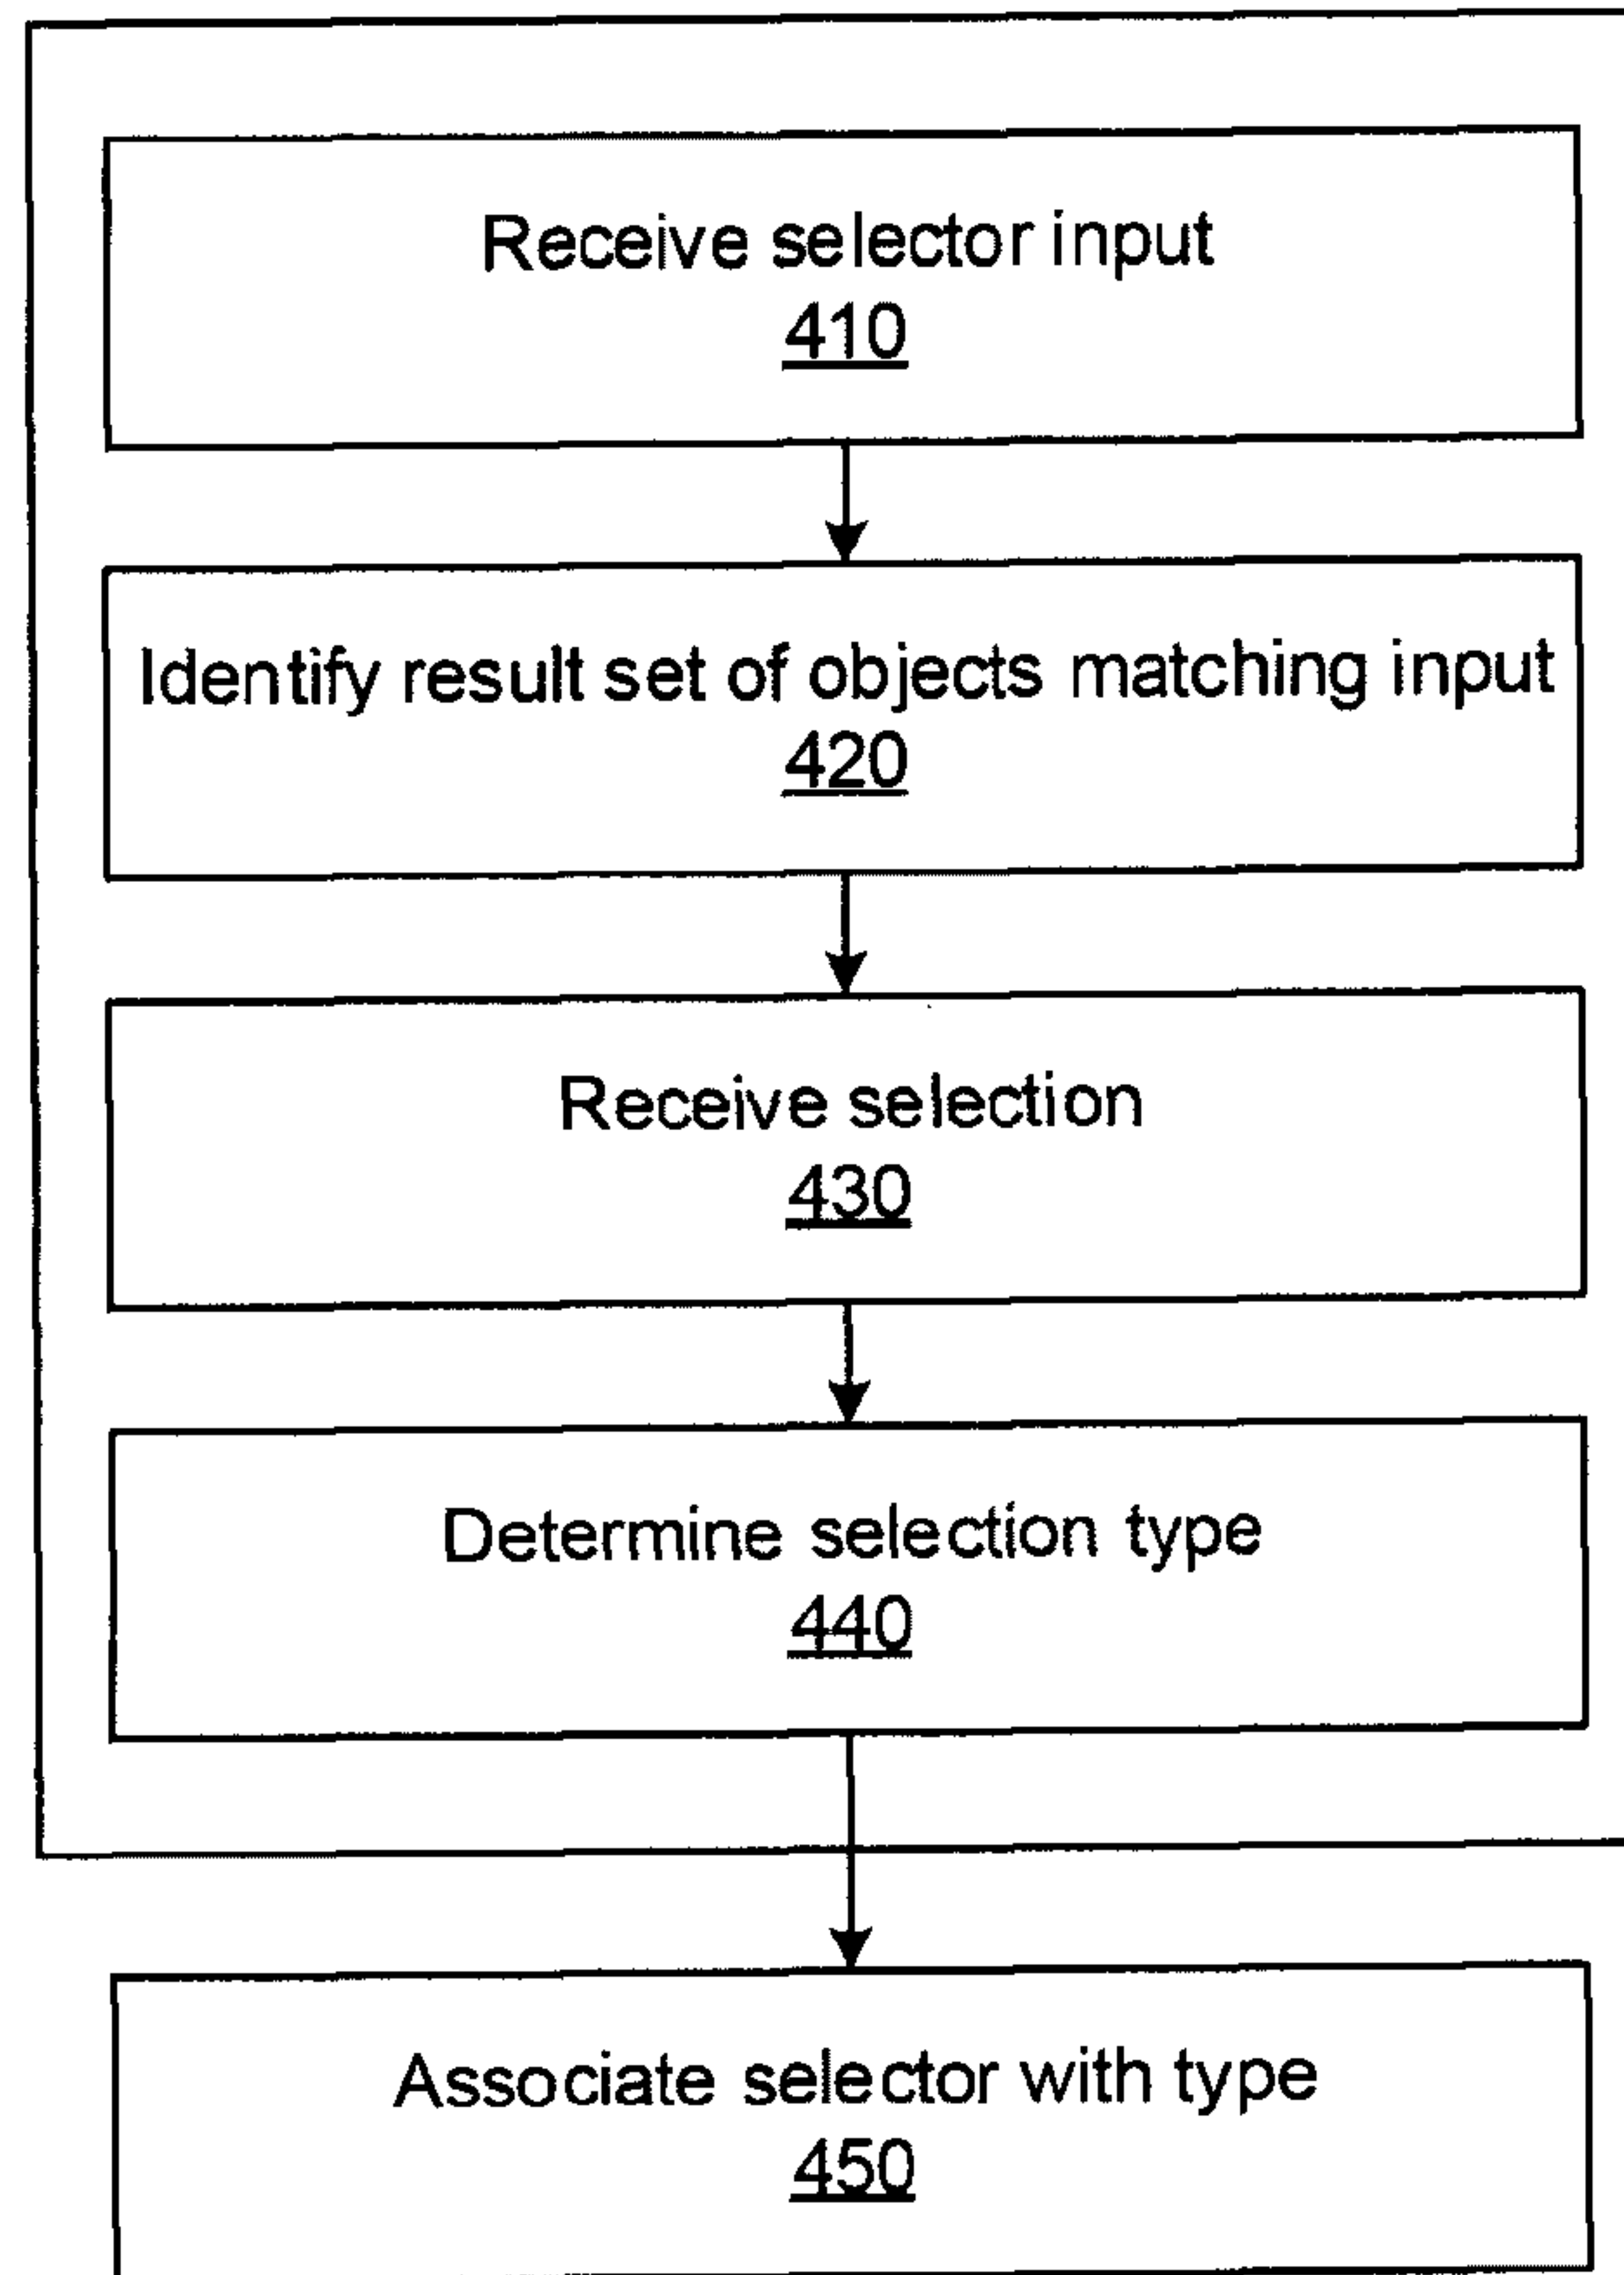 Receive selector input
410
Identify result set of objects matching input
420
Receive selection
430
Determine selection type
440
Associate selector with type
450